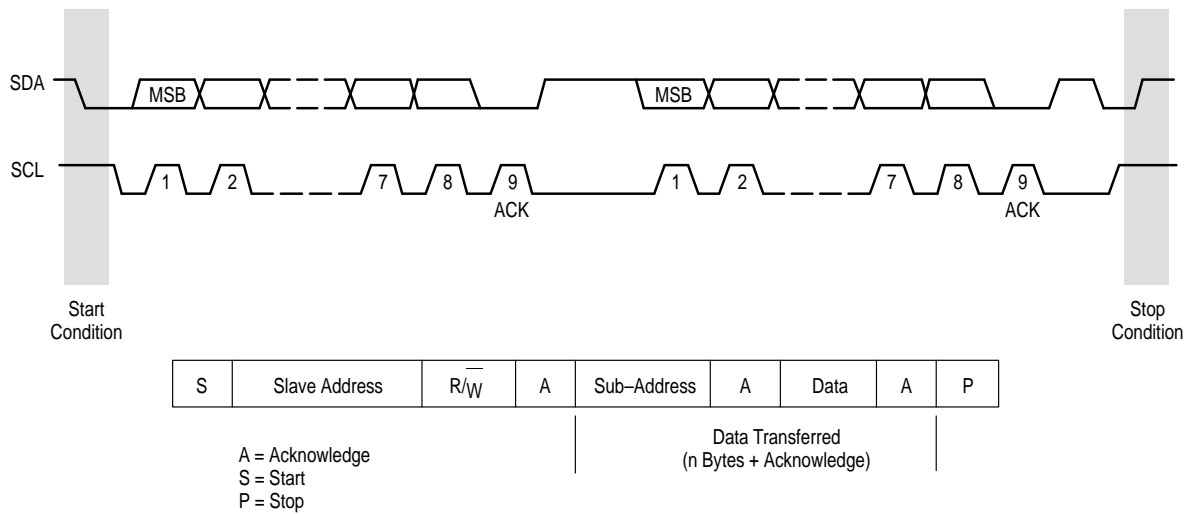 SDA MSB MSB
SCL 1 2 7 8 9 1 2 7 8 9
ACK ACK
Start
Condition
Stop
Condition
S Slave Address R/W A Sub–Address A Data A P
Data Transferred
(n Bytes + Acknowledge)
A = Acknowledge
S = Start
P = Stop